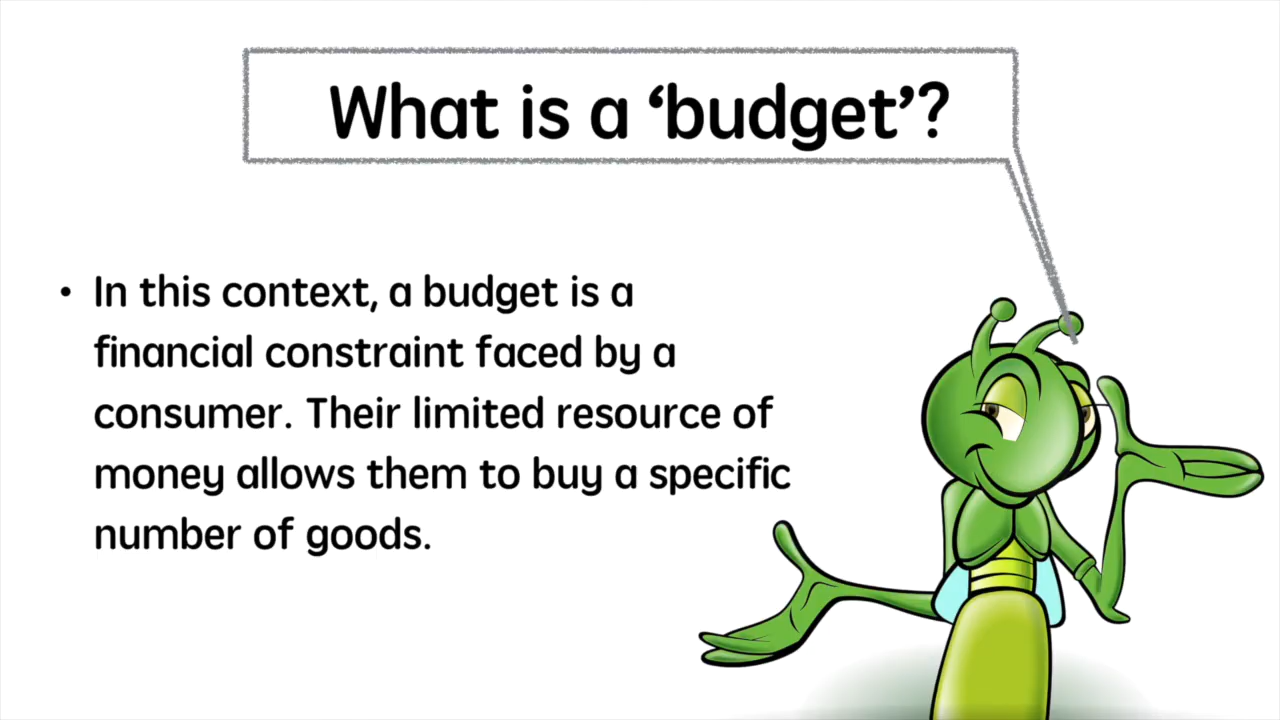 What is a ‘budget’?
• In this context, a budget is a
financial constraint faced by a
consumer. Their limited resource of
money allows them to buy a specific
number of goods.